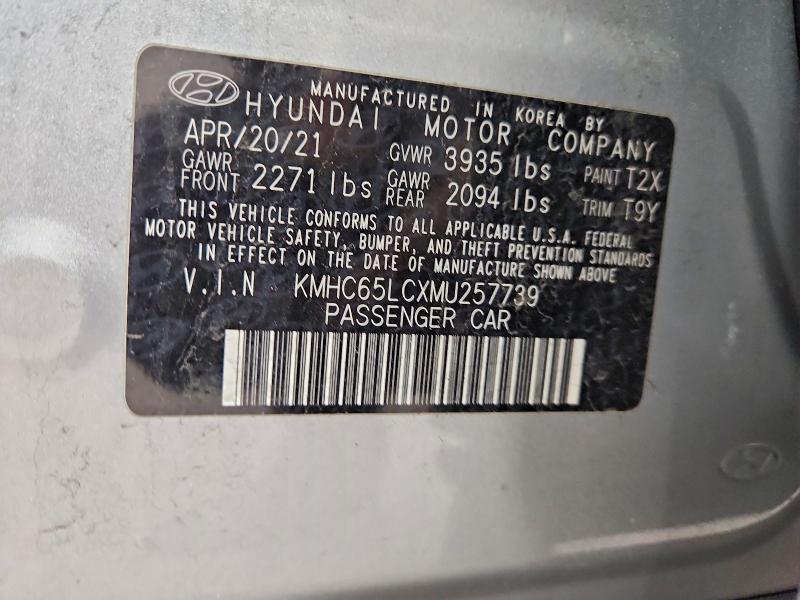 MANUFACTURED IN KOREA BY
HYUNDAI MOTOR COMPANY
APR/20/21 GVWR 3935 lbs PAINT T2X
GAWR FRONT 2271 lbs GAWR REAR 2094 lbs TRIM T9Y
THIS VEHICLE CONFORMS TO ALL APPLICABLE U.S.A. FEDERAL
MOTOR VEHICLE SAFETY, BUMPER, AND THEFT PREVENTION STANDARDS
IN EFFECT ON THE DATE OF MANUFACTURE SHOWN ABOVE
V.I.N KMHC65LCXMU257739
PASSENGER CAR